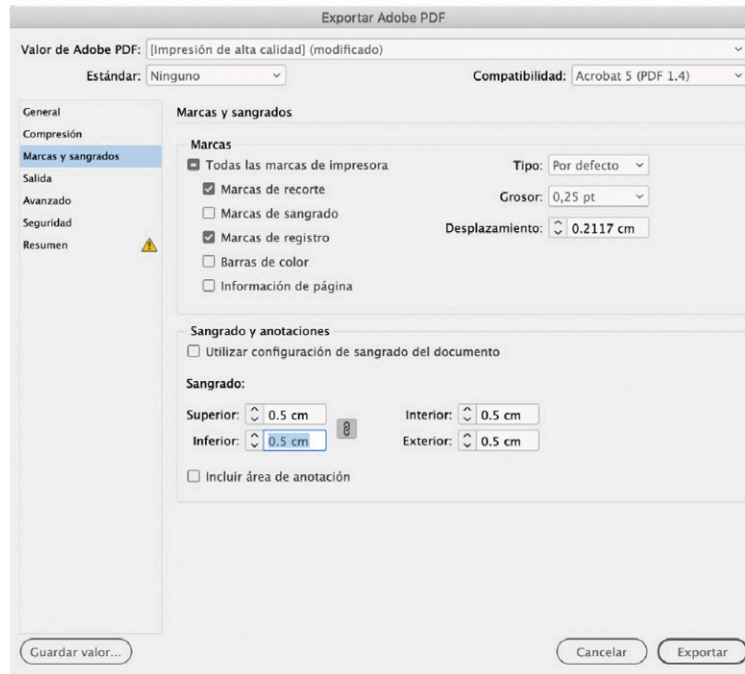 Exportar Adobe PDF
Valor de Adobe PDF: [Impresión de alta calidad] (modificado)
Estándar: Ninguno Compatibilidad: Acrobat 5 (PDF 1.4)
General
Compresión
Marcas y sangrados
Salida
Avanzado
Seguridad
Resumen
Marcas y sangrados
Marcas
Todas las marcas de impresora
Marcas de recorte
Marcas de sangrado
Marcas de registro
Barras de color
Información de página
Tipo: Por defecto
Grosor: 0,25 pt
Desplazamiento: 0.2117 cm
Sangrado y anotaciones
Utilizar configuración de sangrado del documento
Sangrado:
Superior: 0.5 cm Interior: 0.5 cm
Inferior: 0.5 cm Exterior: 0.5 cm
Incluir área de anotación
Guardar valor... Cancelar Exportar